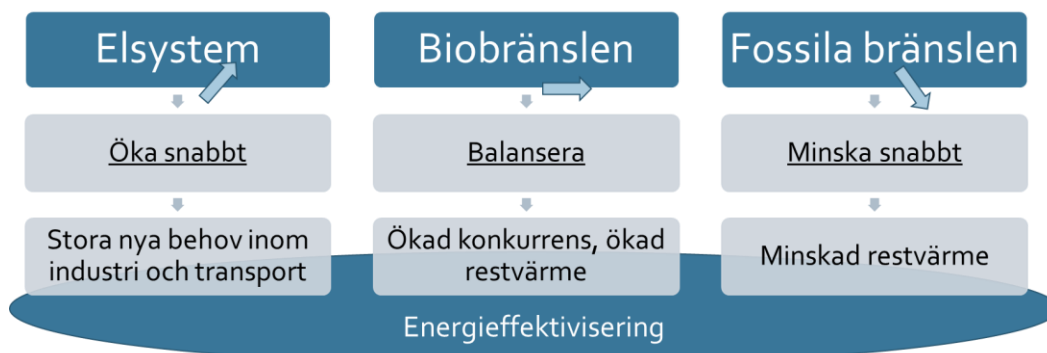 Elsystem
Öka snabbt
Stora nya behov inom
industri och transport
Biobränslen
Balansera
Ökad konkurrens, ökad
restvärme
Fossila bränslen
Minska snabbt
Minskad restvärme
Energieffektivisering